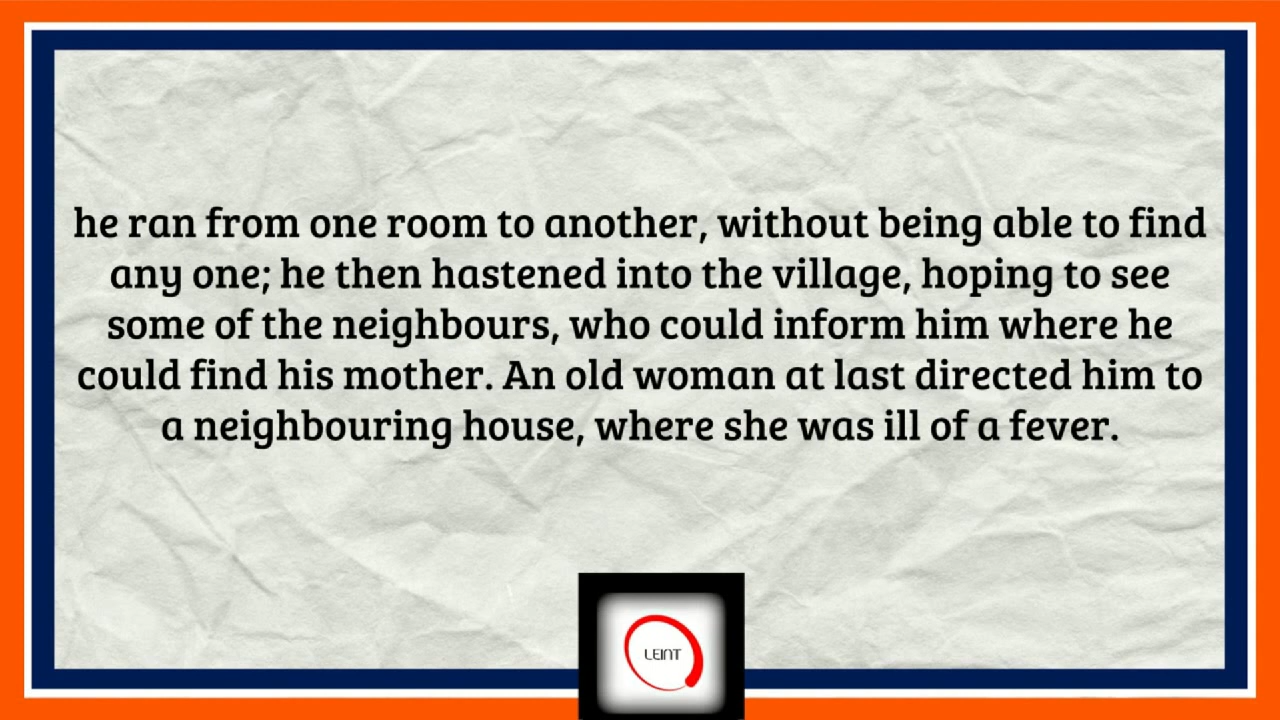 he ran from one room to another, without being able to find
any one; he then hastened into the village, hoping to see
some of the neighbours, who could inform him where he
could find his mother. An old woman at last directed him to
a neighbouring house, where she was ill of a fever.
LEINT